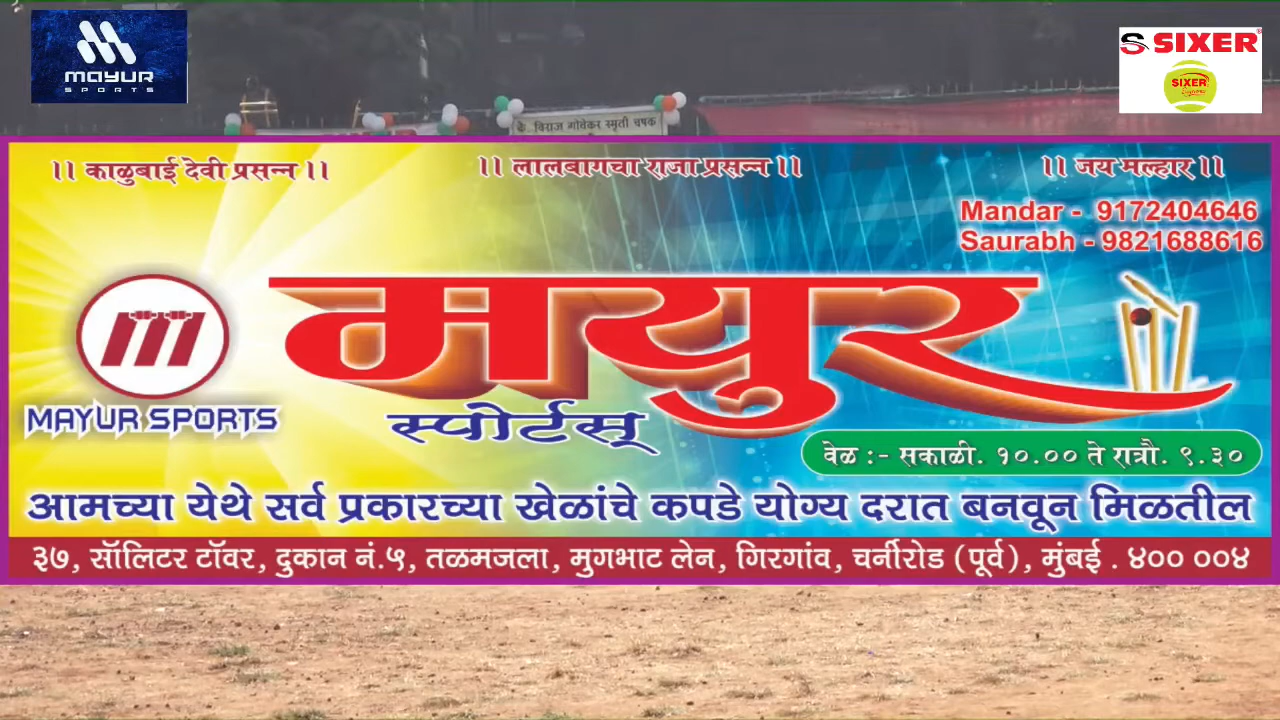 MAYUR
SPORTS
S SIXER
SIXER
के. विराज गोवेकर स्मृती चषक
।। काळुबाई देवी प्रसन्न ।।
।। लालबागचा राजा प्रसन्न ।।
।। जय मल्हार ।।
Mandar - 9172404646
Saurabh - 9821688616
मयुर
MAYUR SPORTS
स्पोर्टस्
वेळ :- सकाळी. १०.०० ते रात्रौ. ९.३०
आमच्या येथे सर्व प्रकारच्या खेळांचे कपडे योग्य दरात बनवून मिळतील
३७, सॉलिटर टॉवर, दुकान नं.५, तळमजला, मुगभाट लेन, गिरगांव, चर्नीरोड (पूर्व), मुंबई . ४०० ००४